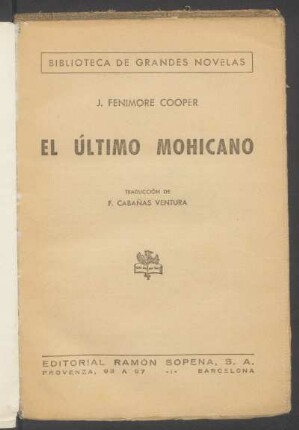 BIBLIOTECA DE GRANDES NOVELAS
J. FENIMORE COOPER
EL ÚLTIMO MOHICANO
TRADUCCIÓN DE
F. CABAÑAS VENTURA
EDITORIAL RAMÓN SOPENA, S. A.
PROVENZA, 93 A 97 -:- BARCELONA